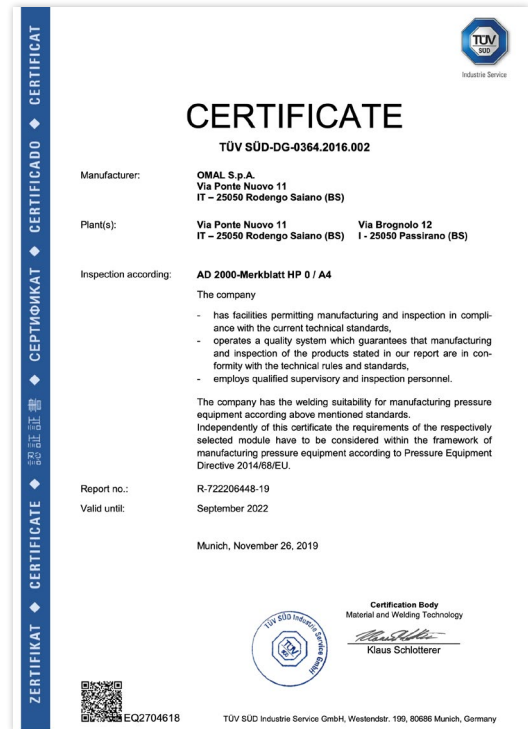 TÜV
SÜD
Industrie Service
CERTIFICATE
TÜV SÜD-DG-0364.2016.002
Manufacturer:
OMAL S.p.A.
Via Ponte Nuovo 11
IT – 25050 Rodengo Saiano (BS)
Plant(s):
Via Ponte Nuovo 11
IT – 25050 Rodengo Saiano (BS)
Via Brognolo 12
I - 25050 Passirano (BS)
Inspection according:
AD 2000-Merkblatt HP 0 / A4
The company
- has facilities permitting manufacturing and inspection in compli-
ance with the current technical standards,
- operates a quality system which guarantees that manufacturing
and inspection of the products stated in our report are in con-
formity with the technical rules and standards,
- employs qualified supervisory and inspection personnel.
The company has the welding suitability for manufacturing pressure
equipment according above mentioned standards.
Independently of this certificate the requirements of the respectively
selected module have to be considered within the framework of
manufacturing pressure equipment according to Pressure Equipment
Directive 2014/68/EU.
Report no.:
R-722206448-19
Valid until:
September 2022
Munich, November 26, 2019
Certification Body
Material and Welding Technology
Klaus Schlotterer
TÜV SÜD Industrie Service GmbH
TÜV
SÜD
EQ2704618
TÜV SÜD Industrie Service GmbH, Westendstr. 199, 80686 Munich, Germany
ZERTIFIKAT ◆ CERTIFICATE ◆ 認証証書 ◆ СЕРТИФИКАТ ◆ CERTIFICADO ◆ CERTIFICAT